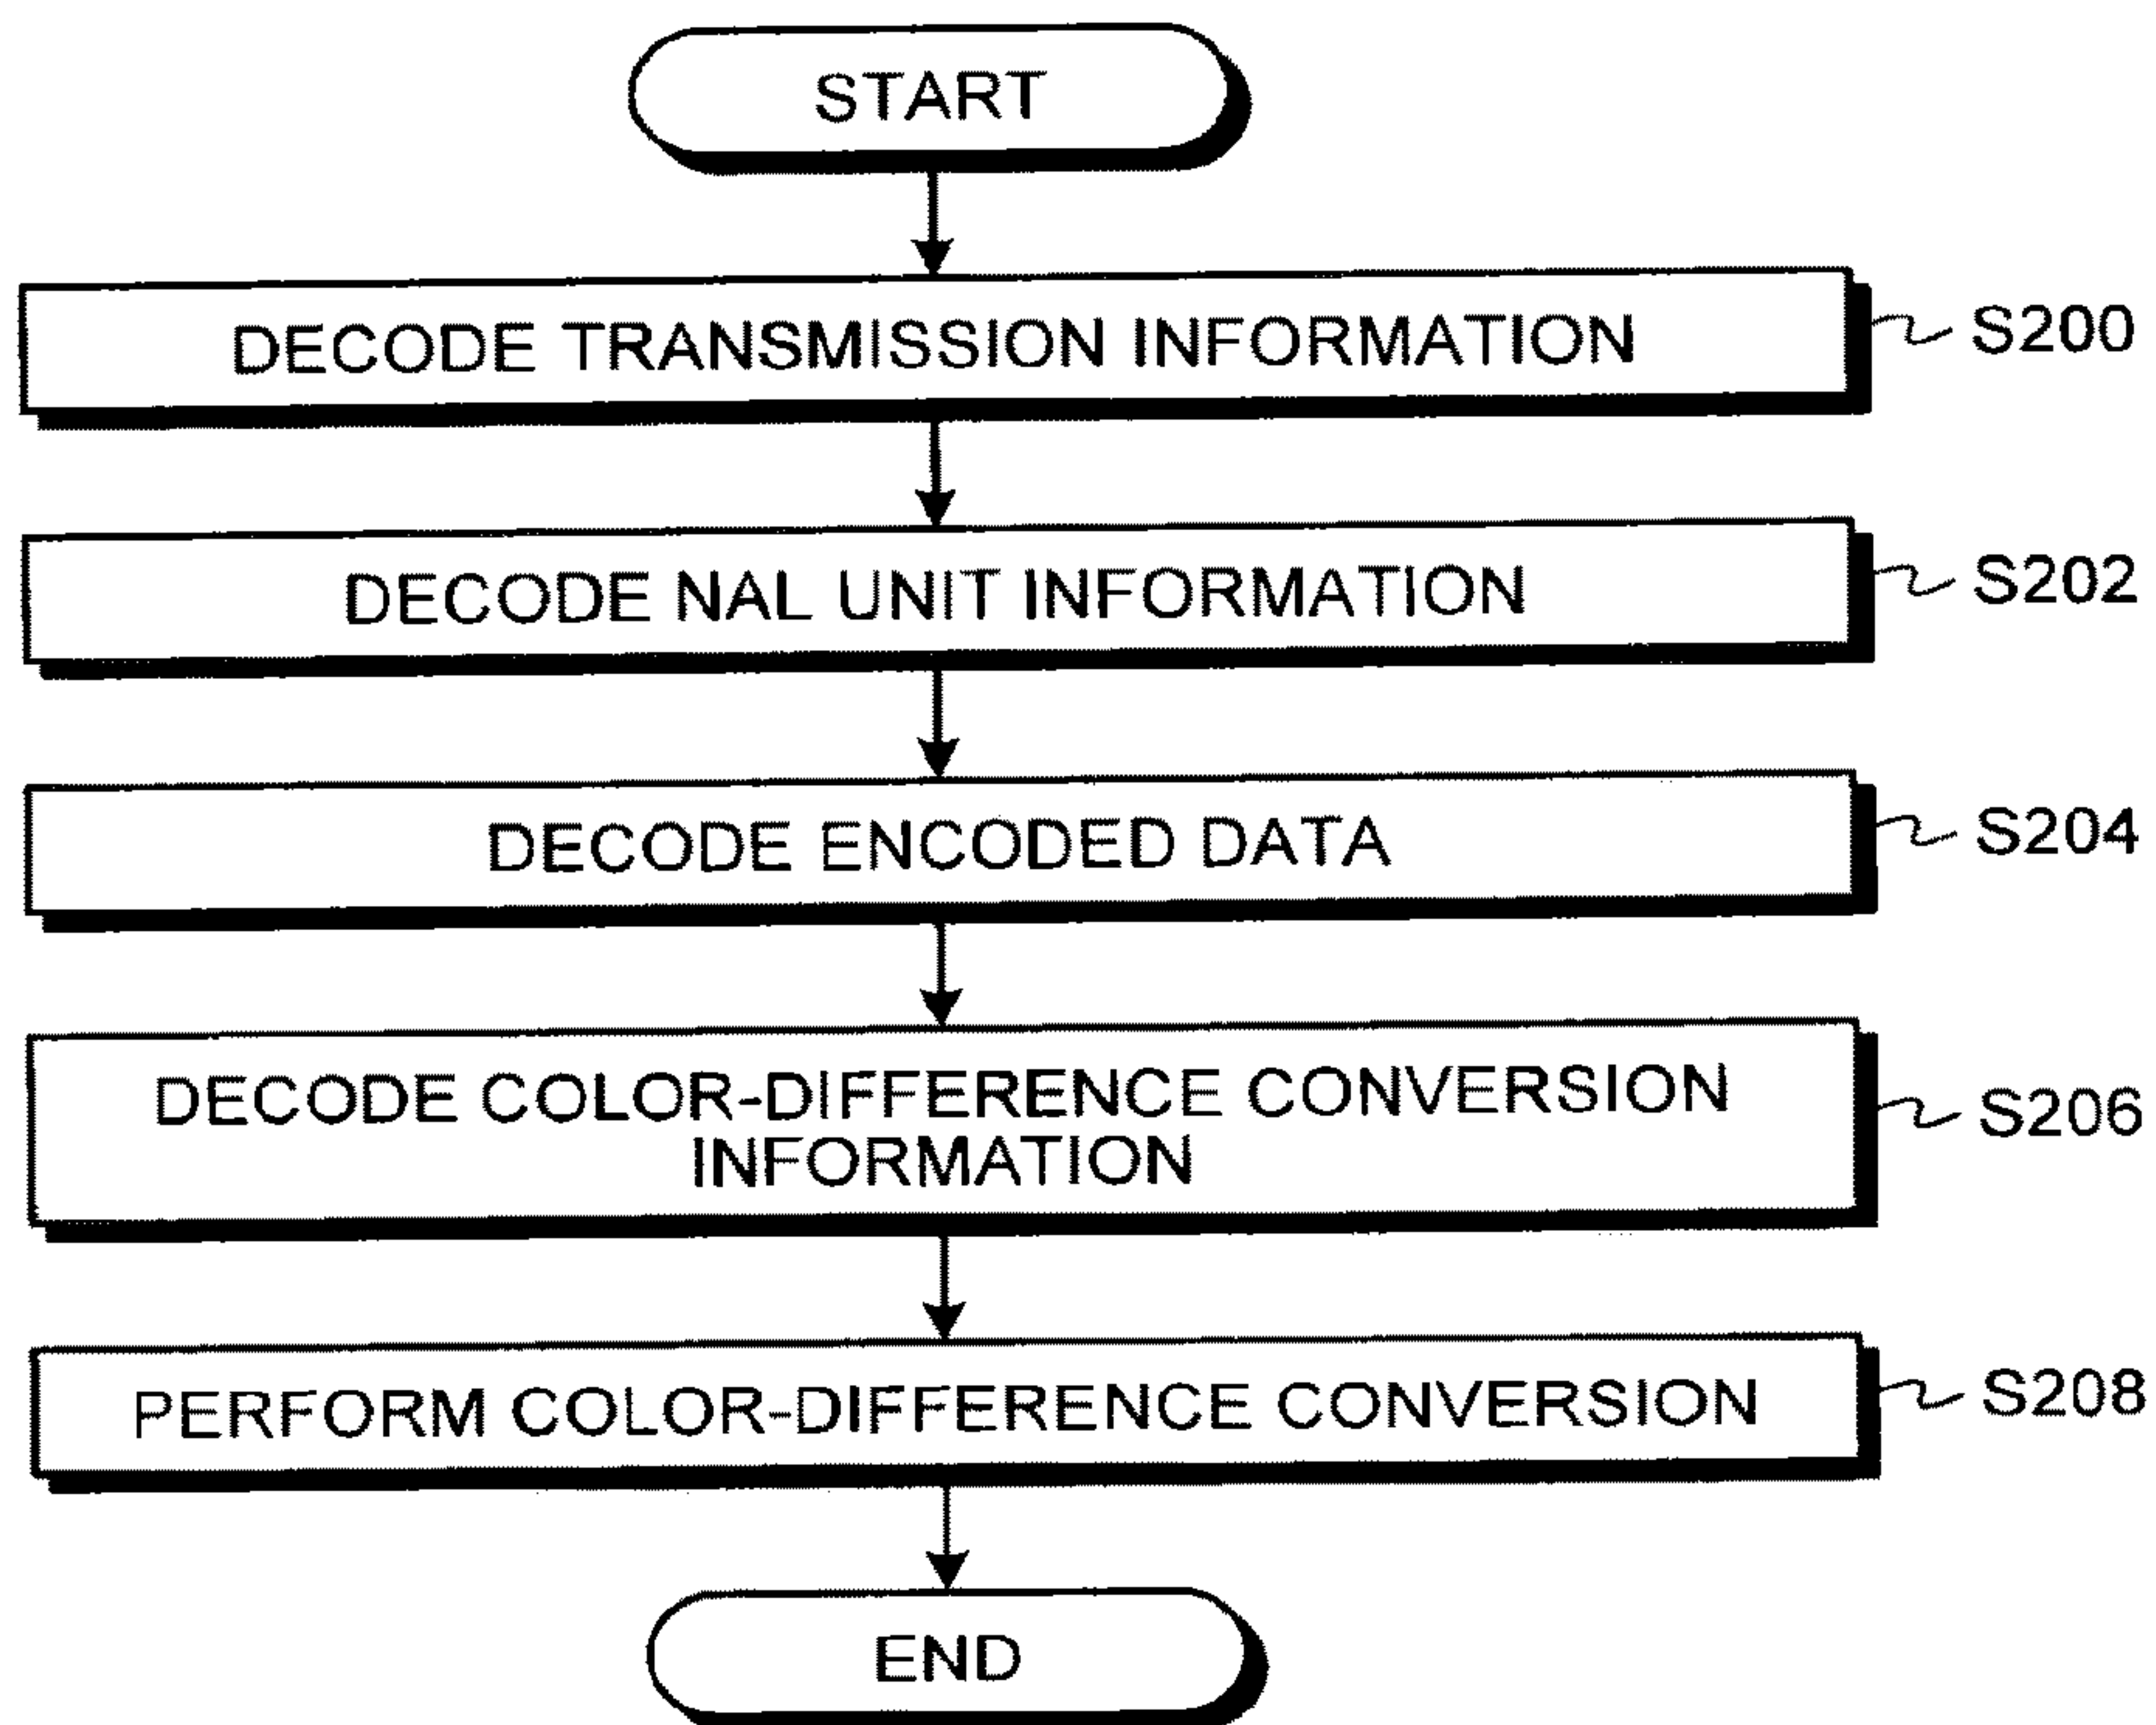 START
DECODE TRANSMISSION INFORMATION
S200
DECODE NAL UNIT INFORMATION
S202
DECODE ENCODED DATA
S204
DECODE COLOR-DIFFERENCE CONVERSION
INFORMATION
S206
PERFORM COLOR-DIFFERENCE CONVERSION
S208
END